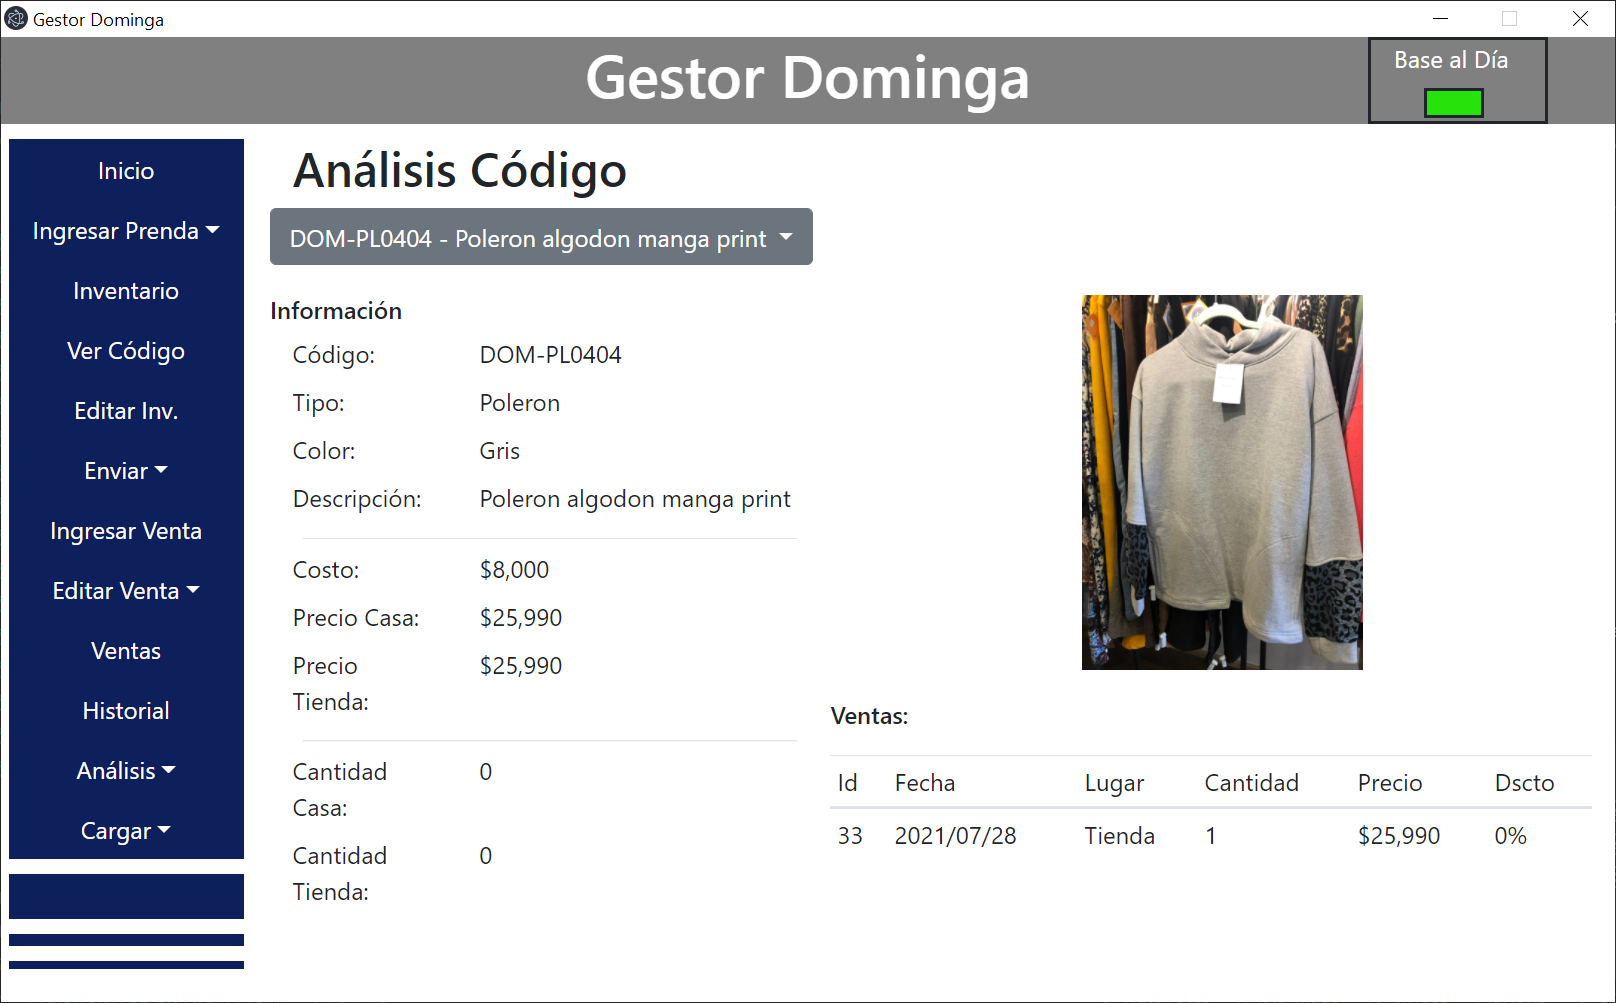 Gestor Dominga
Gestor Dominga
Base al Día
Inicio
Ingresar Prenda
Inventario
Ver Código
Editar Inv.
Enviar
Ingresar Venta
Editar Venta
Ventas
Historial
Análisis
Cargar
Análisis Código
DOM-PL0404 - Poleron algodon manga print
Información
Código: DOM-PL0404
Tipo: Poleron
Color: Gris
Descripción: Poleron algodon manga print
Costo: $8,000
Precio Casa: $25,990
Precio $25,990
Tienda:
Cantidad 0
Casa:
Cantidad 0
Tienda:
Ventas:
Id Fecha Lugar Cantidad Precio Dscto
33 2021/07/28 Tienda 1 $25,990 0%